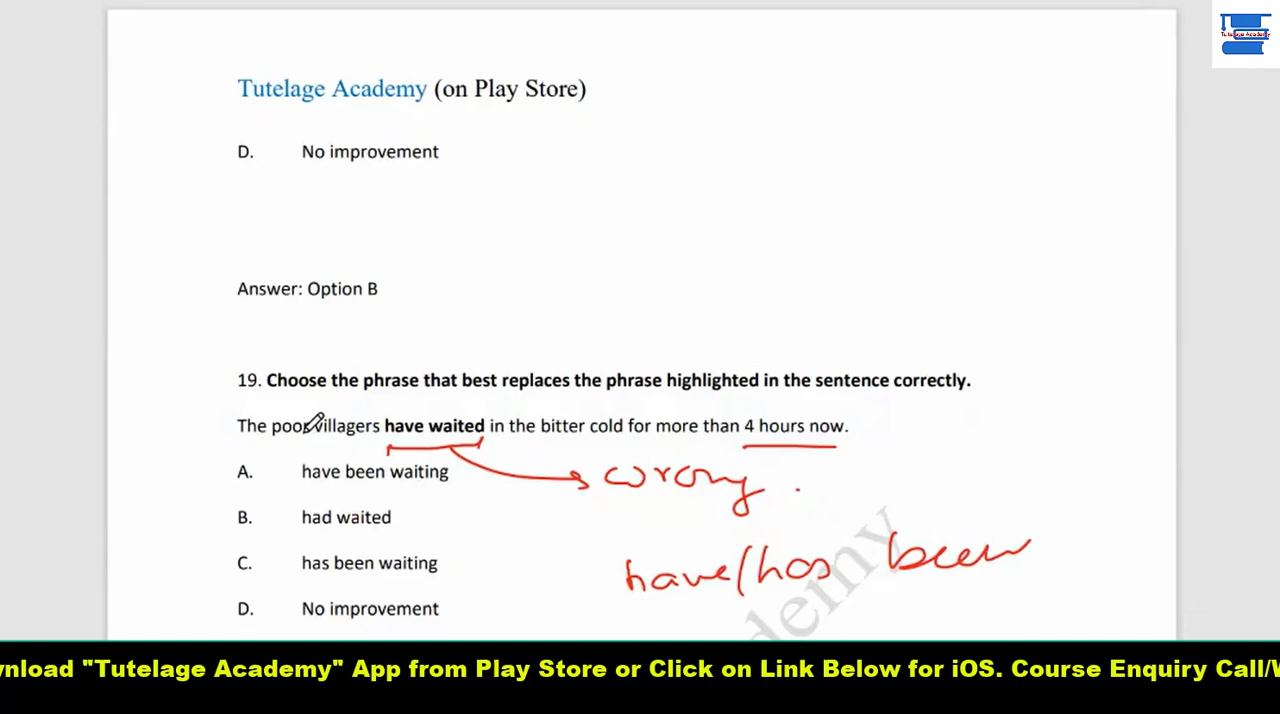 Tutelage Academy
Tutelage Academy (on Play Store)
D. No improvement
Answer: Option B
19. Choose the phrase that best replaces the phrase highlighted in the sentence correctly.
The poor villagers have waited in the bitter cold for more than 4 hours now.
A. have been waiting
wrong.
B. had waited
have/has been
C. has been waiting
D. No improvement
demy
wnload "Tutelage Academy" App from Play Store or Click on Link Below for iOS. Course Enquiry Call/W